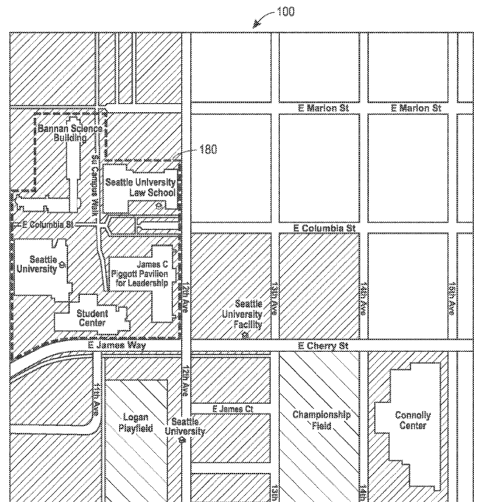 100
E Marion St
E Marion St
Bannan Science
Building
180
SU Campus Walk
Seattle University
Law School
E Columbia St
E Columbia St
Seattle
University
James C
Piggott Pavilion
for Leadership
12th Ave
13th Ave
14th Ave
15th Ave
Seattle
University
Facility
Student
Center
E James Way
E Cherry St
11th Ave
12th Ave
E James Ct
Logan
Playfield
Seattle
University
Championship
Field
Connolly
Center
13th
14th